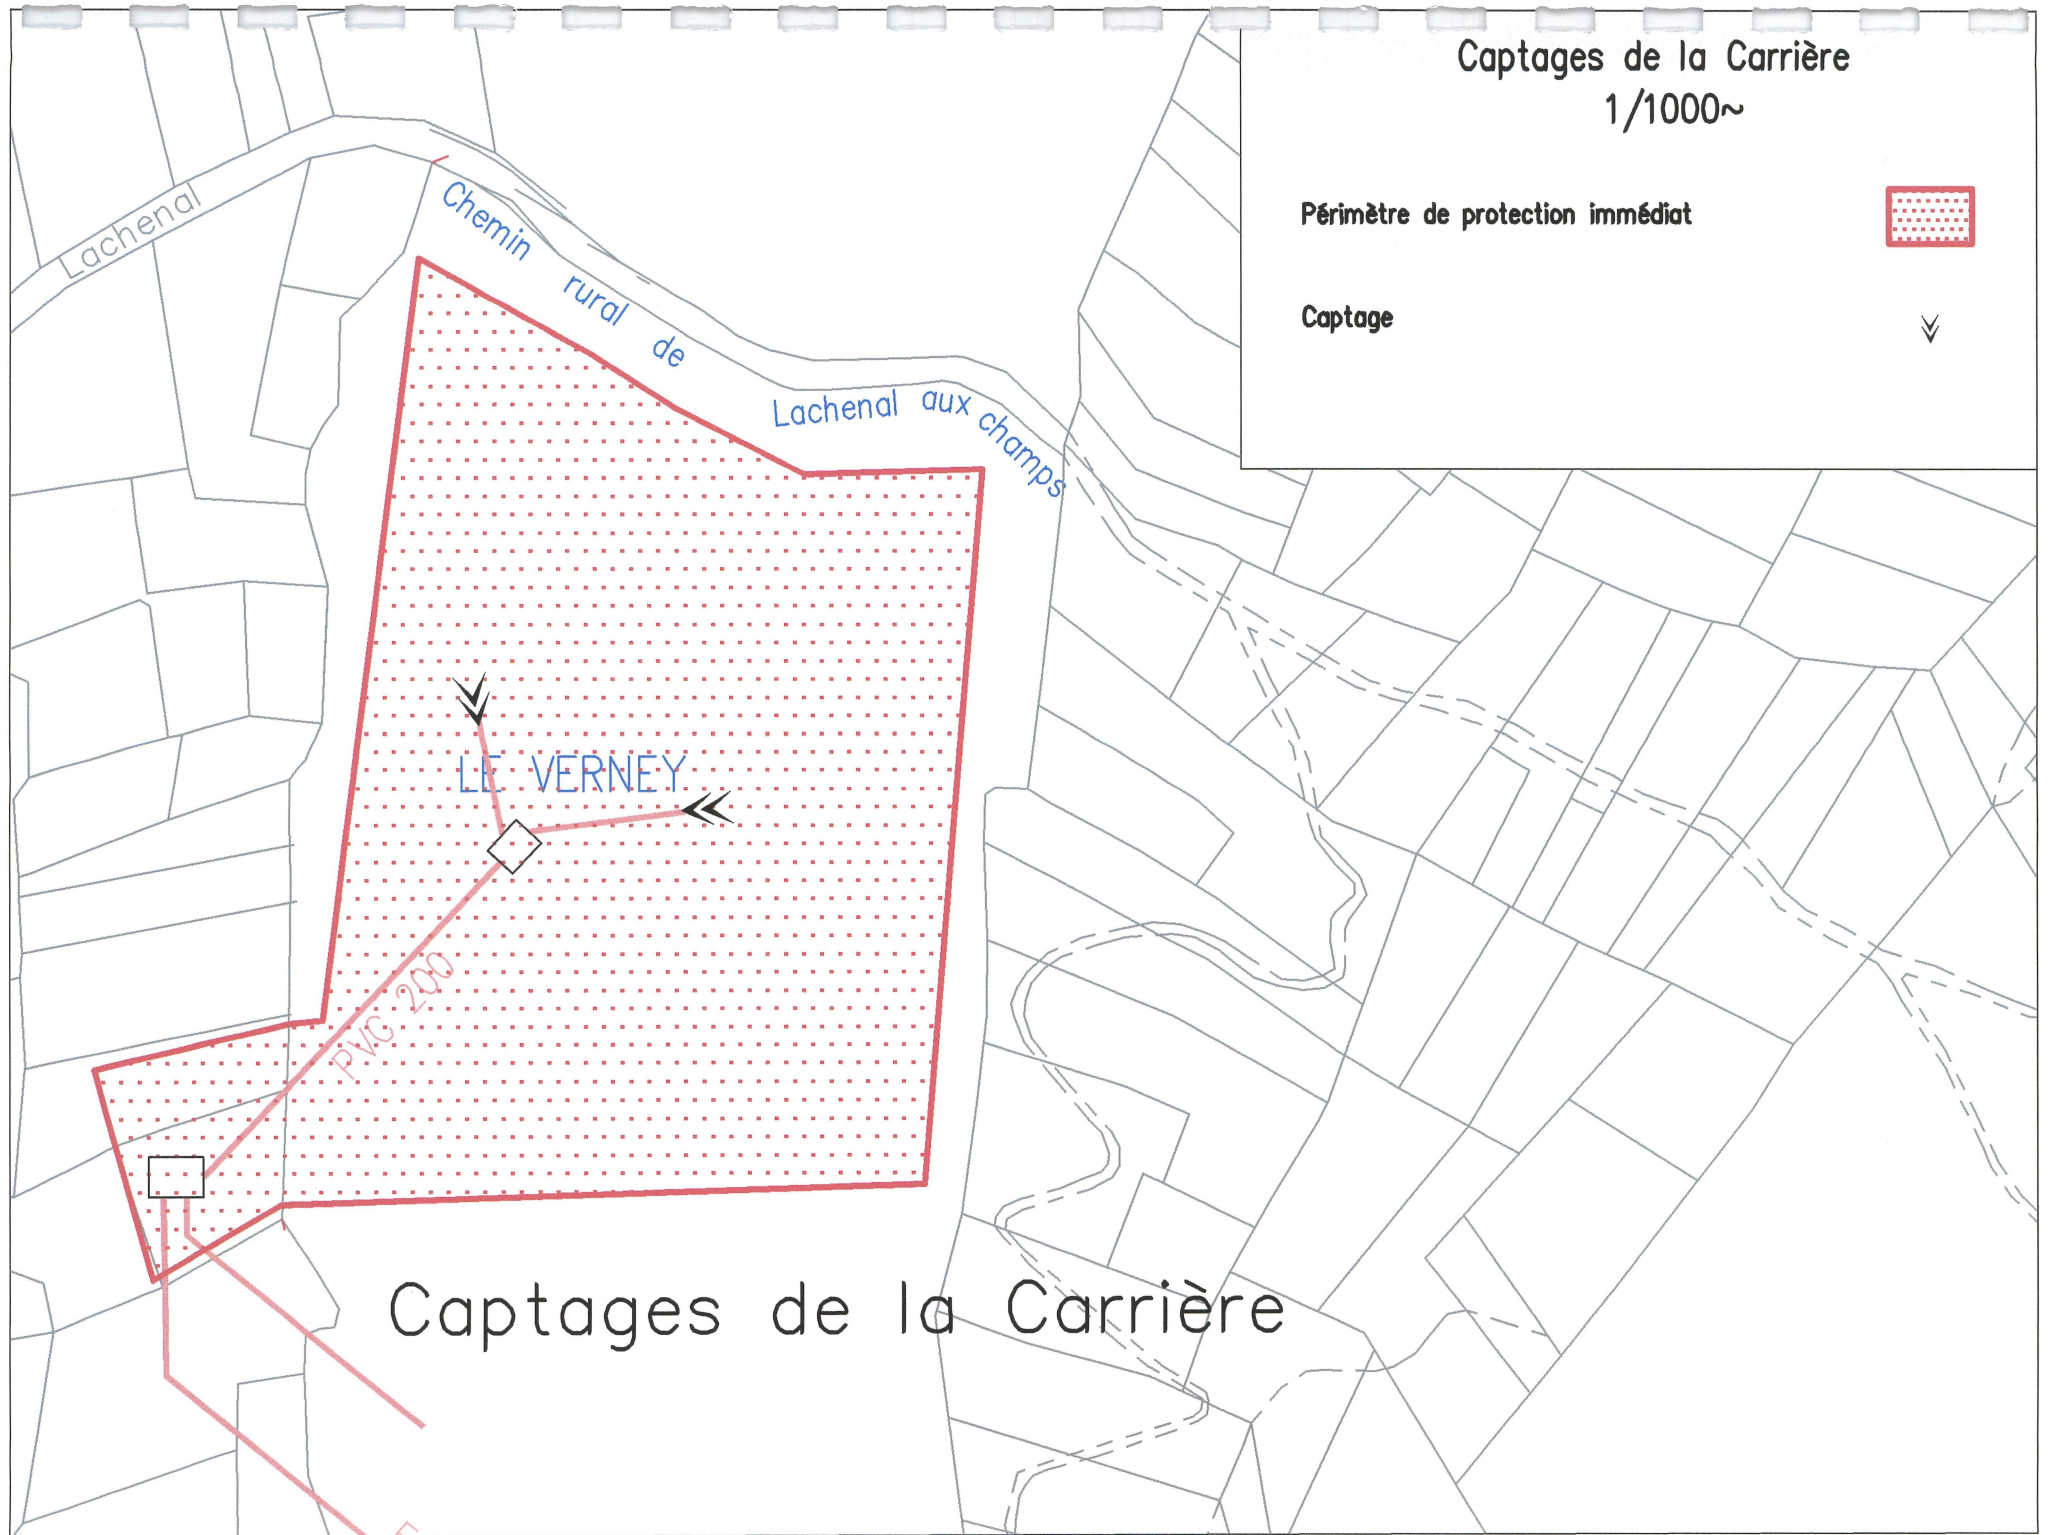 Captages de la Carrière
1/1000~
Périmètre de protection immédiat
Captage
Lachenal
Chemin rural de Lachenal aux champs
LE VERNEY
PVC 200
Captages de la Carrière